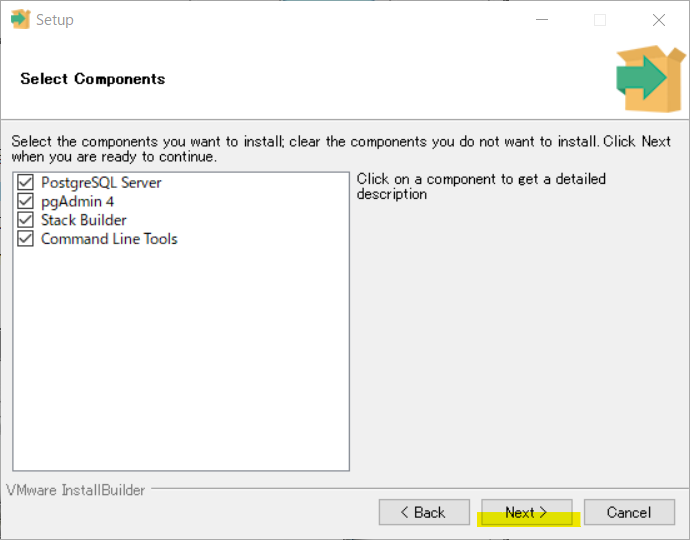 Setup
Select Components
Select the components you want to install; clear the components you do not want to install. Click Next
when you are ready to continue.
PostgreSQL Server
pgAdmin 4
Stack Builder
Command Line Tools
Click on a component to get a detailed
description
VMware InstallBuilder
< Back
Next >
Cancel